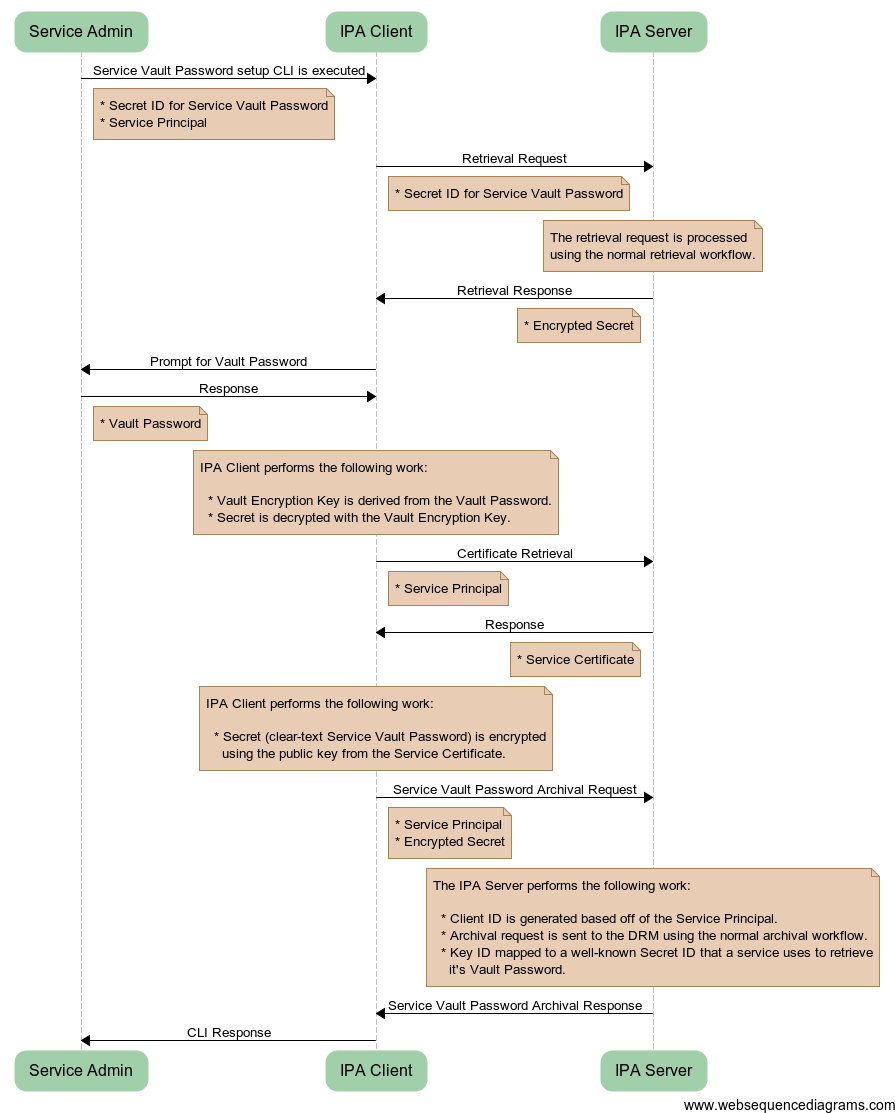 Service Admin
IPA Client
IPA Server
Service Vault Password setup CLI is executed
* Secret ID for Service Vault Password
* Service Principal
Retrieval Request
* Secret ID for Service Vault Password
The retrieval request is processed
using the normal retrieval workflow.
Retrieval Response
* Encrypted Secret
Prompt for Vault Password
Response
* Vault Password
IPA Client performs the following work:
* Vault Encryption Key is derived from the Vault Password.
* Secret is decrypted with the Vault Encryption Key.
Certificate Retrieval
* Service Principal
Response
* Service Certificate
IPA Client performs the following work:
* Secret (clear-text Service Vault Password) is encrypted
using the public key from the Service Certificate.
Service Vault Password Archival Request
* Service Principal
* Encrypted Secret
The IPA Server performs the following work:
* Client ID is generated based off of the Service Principal.
* Archival request is sent to the DRM using the normal archival workflow.
* Key ID mapped to a well-known Secret ID that a service uses to retrieve
it's Vault Password.
Service Vault Password Archival Response
CLI Response
Service Admin
IPA Client
IPA Server
www.websequencediagrams.com